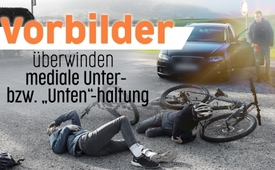 Vorbilder
überwinden
mediale Unter-
bzw. „Unten“-haltung